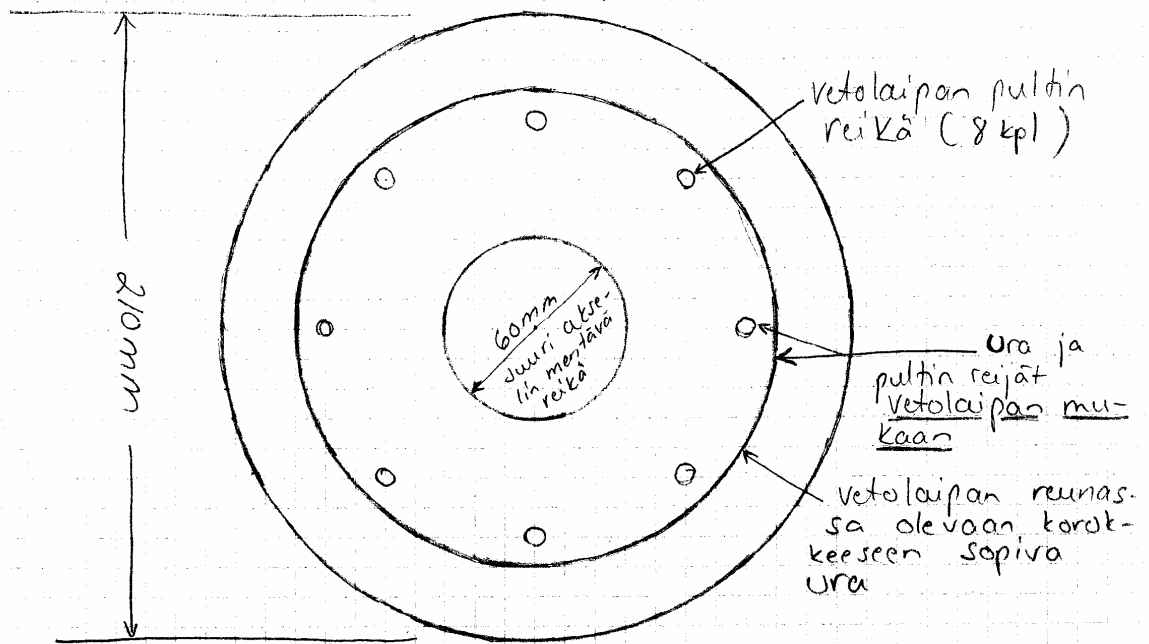 vetolaipan pultin
reikä (8 kpl)
210mm
60mm
Juuri akse-
lin mentävä
reikä
Ura ja
pultin reijät
vetolaipan mu-
kaan
vetolaipan reunas-
sa olevaan korok-
keeseen sopiva
ura